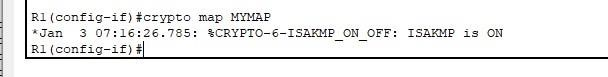 R1(config-if)#crypto map MYMAP
*Jan  3 07:16:26.785: %CRYPTO-6-ISAKMP_ON_OFF: ISAKMP is ON
R1(config-if)#